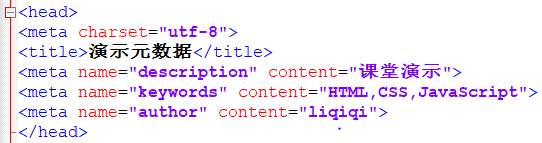 <head>
<meta charset="utf-8">
<title>演示元数据</title>
<meta name="description" content="课堂演示">
<meta name="keywords" content="HTML,CSS,JavaScript">
<meta name="author" content="liqiqi">
</head>